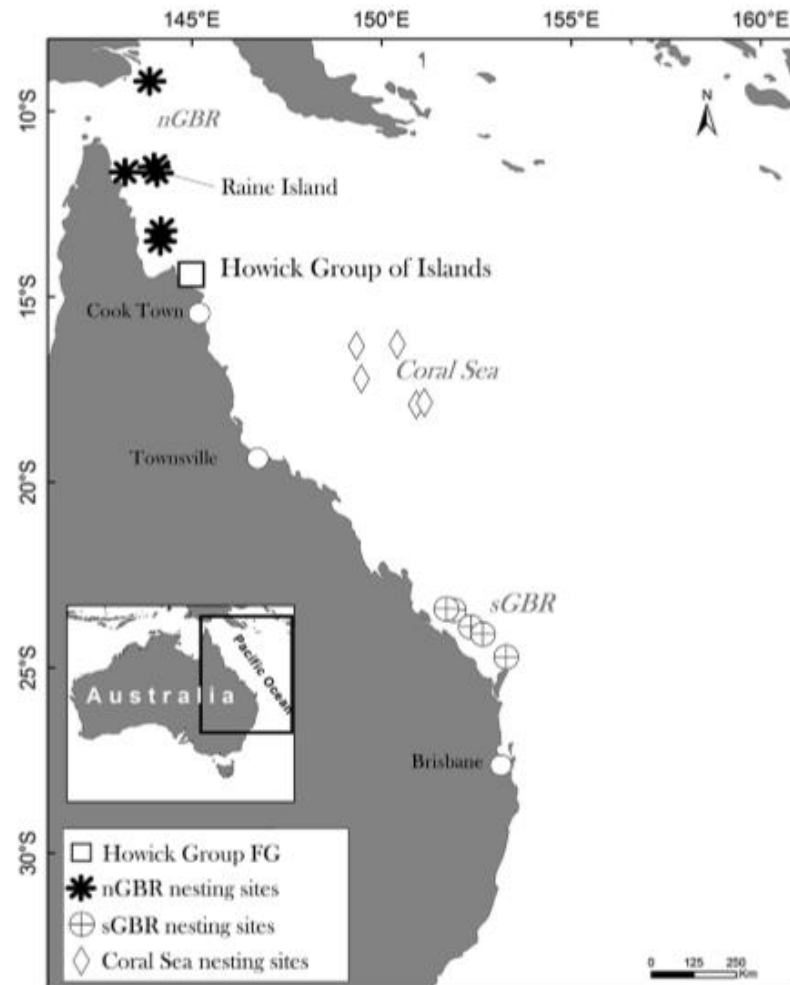 145°E 150°E 155°E 160°E
1
N
10°S
nGBR
Raine Island
Howick Group of Islands
15°S
Cook Town
Coral Sea
Townsville
20°S
sGBR
25°S
Pacific Ocean
Australia
Brisbane
30°S
Howick Group FG
nGBR nesting sites
sGBR nesting sites
Coral Sea nesting sites
0 125 250
Km